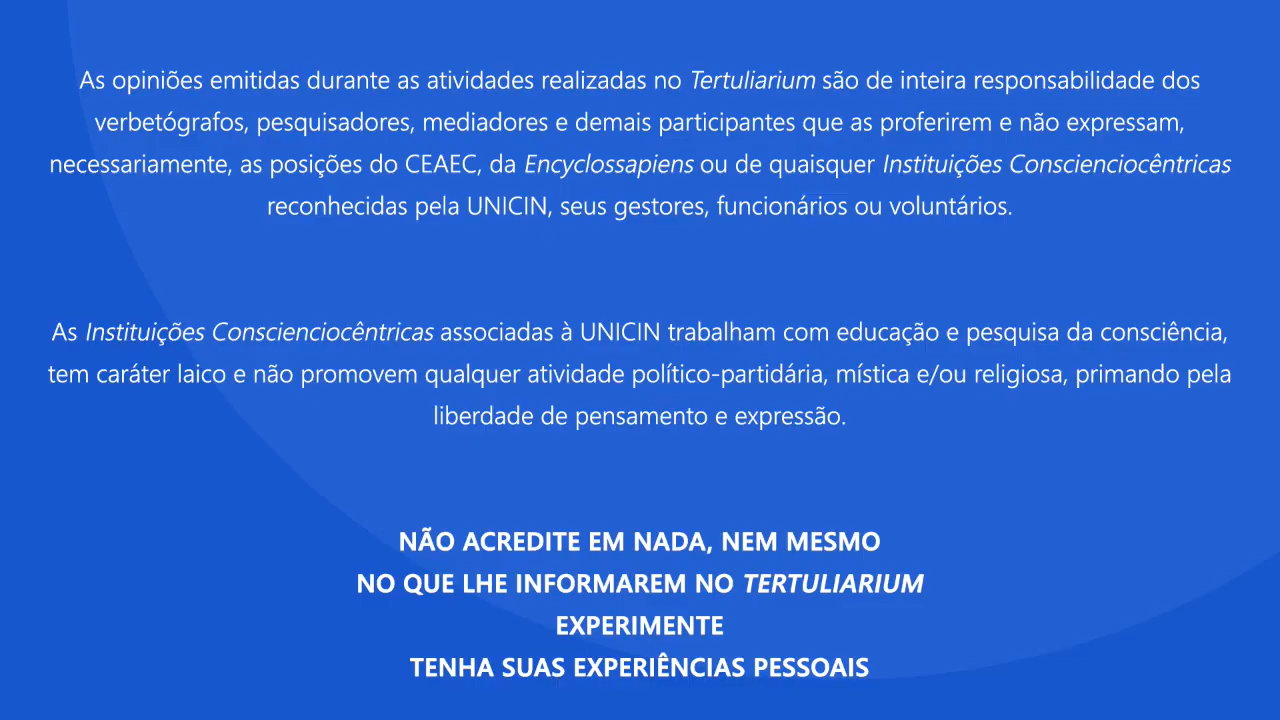 As opiniões emitidas durante as atividades realizadas no Tertuliarium são de inteira responsabilidade dos
verbetógrafos, pesquisadores, mediadores e demais participantes que as proferirem e não expressam,
necessariamente, as posições do CEAEC, da Encyclossapiens ou de quaisquer Instituições Conscienciocêntricas
reconhecidas pela UNICIN, seus gestores, funcionários ou voluntários.
As Instituições Conscienciocêntricas associadas à UNICIN trabalham com educação e pesquisa da consciência,
tem caráter laico e não promovem qualquer atividade político-partidária, mística e/ou religiosa, primando pela
liberdade de pensamento e expressão.
NÃO ACREDITE EM NADA, NEM MESMO
NO QUE LHE INFORMAREM NO TERTULIARIUM
EXPERIMENTE
TENHA SUAS EXPERIÊNCIAS PESSOAIS